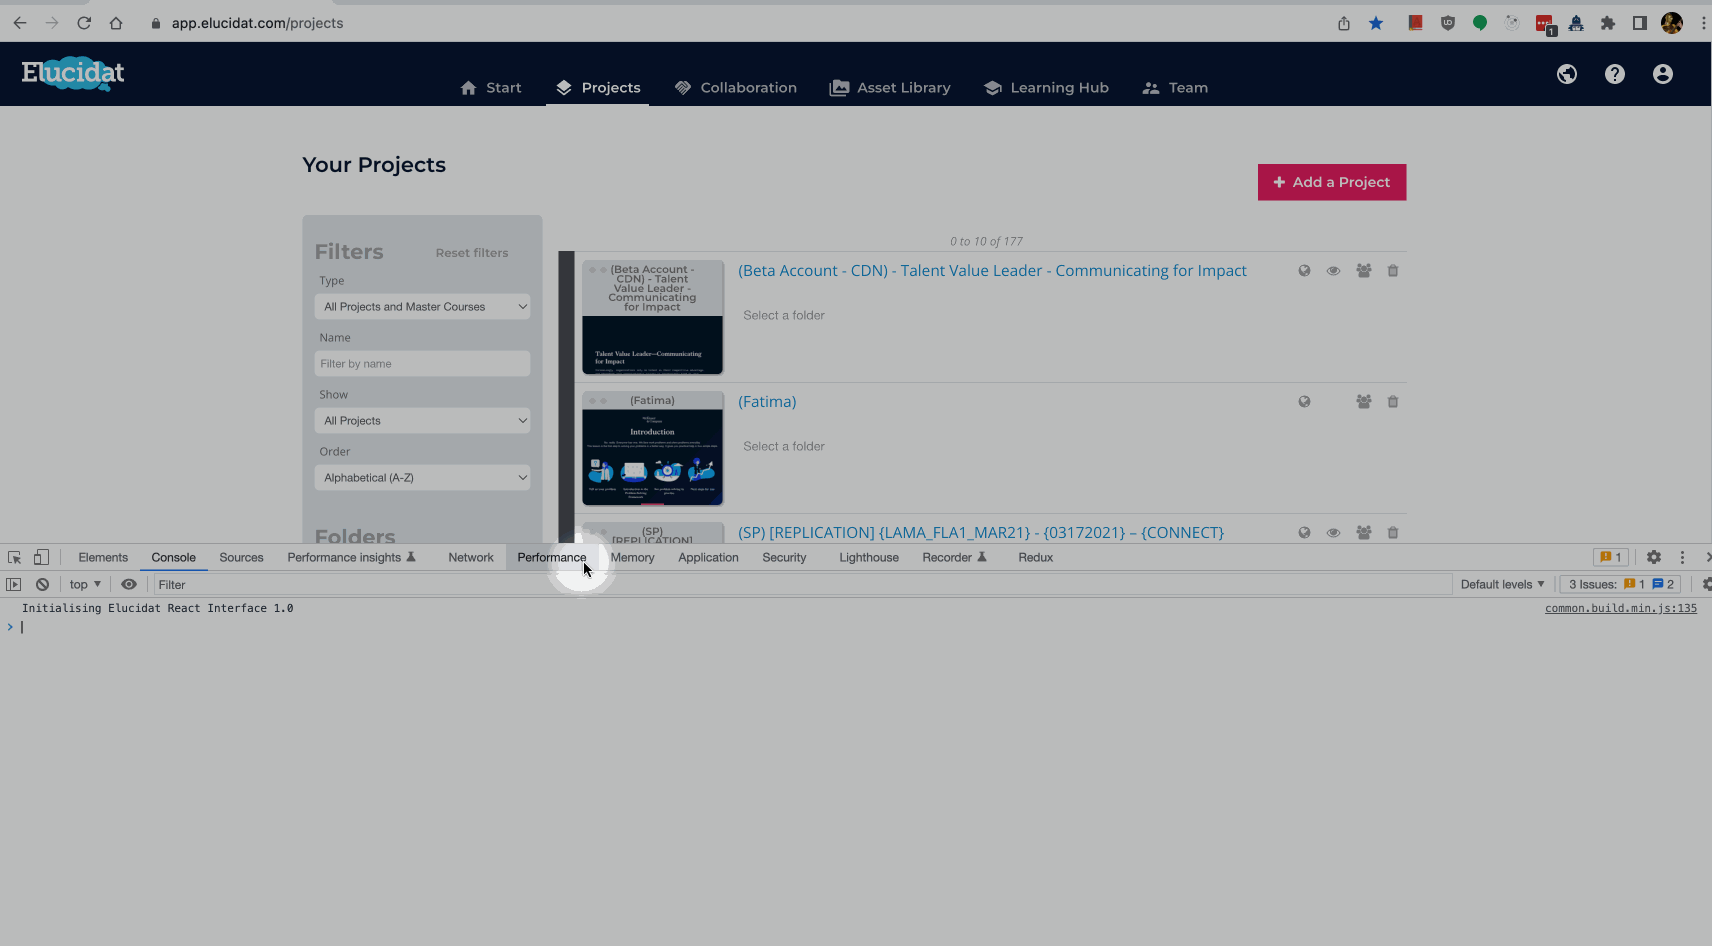 app.elucidat.com/projects
1
Elucidat
Start
Projects
Collaboration
Asset Library
Learning Hub
Team
Your Projects
+ Add a Project
Filters
Reset filters
Type
All Projects and Master Courses
Name
Filter by name
Show
All Projects
Order
Alphabetical (A-Z)
Folders
0 to 10 of 177
(Beta Account -
CDN) - Talent
Value Leader -
Communicating
for Impact
Talent Value Leader—Communicating
for Impact
(Beta Account - CDN) - Talent Value Leader - Communicating for Impact
Select a folder
(Fatima)
Introduction
(Fatima)
Select a folder
(SP)
[REPLICATION]
(SP) [REPLICATION] {LAMA_FLA1_MAR21} - {03172021} – {CONNECT}
Elements
Console
Sources
Performance insights
Network
Performance
Memory
Application
Security
Lighthouse
Recorder
Redux
1
top
Filter
Default levels
3 Issues:
1
2
Initialising Elucidat React Interface 1.0
common.build.min.js:135
>